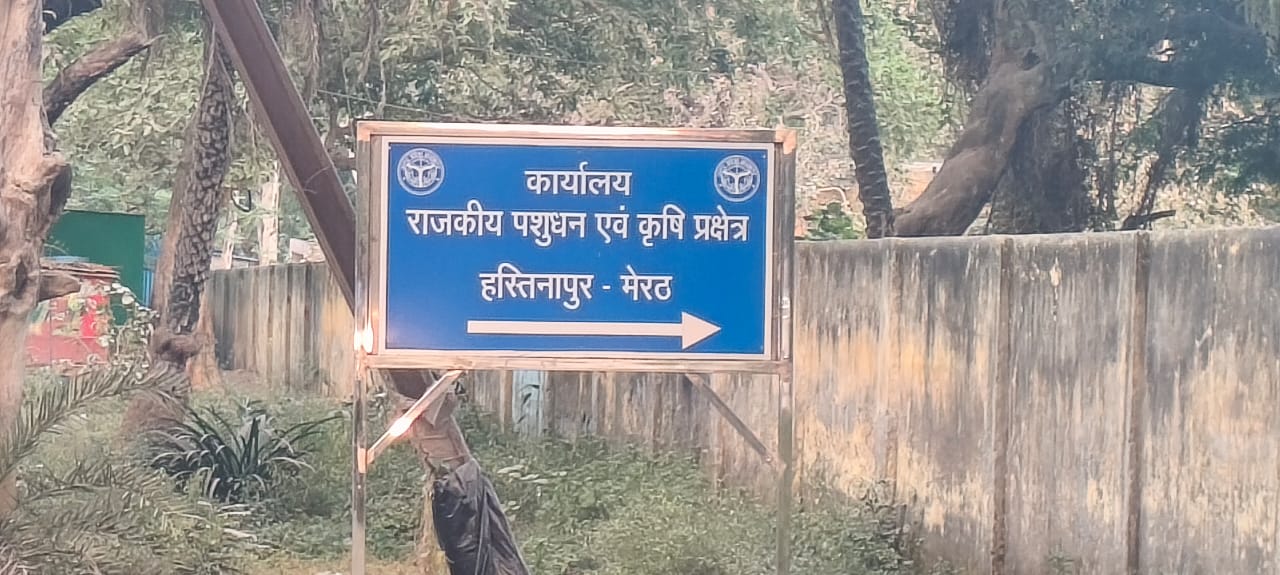 कार्यालय
राजकीय पशुधन एवं कृषि प्रक्षेत्र
हस्तिनापुर - मेरठ